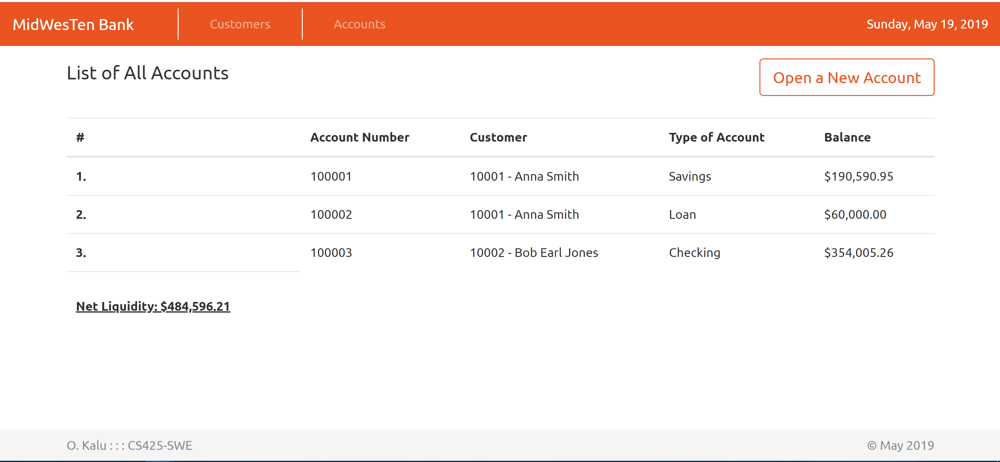 MidWesTen Bank Customers Accounts Sunday, May 19, 2019
List of All Accounts Open a New Account
# Account Number Customer Type of Account Balance
1. 100001 10001 - Anna Smith Savings $190,590.95
2. 100002 10001 - Anna Smith Loan $60,000.00
3. 100003 10002 - Bob Earl Jones Checking $354,005.26
Net Liquidity: $484,596.21
O. Kalu : : : CS425-SWE © May 2019